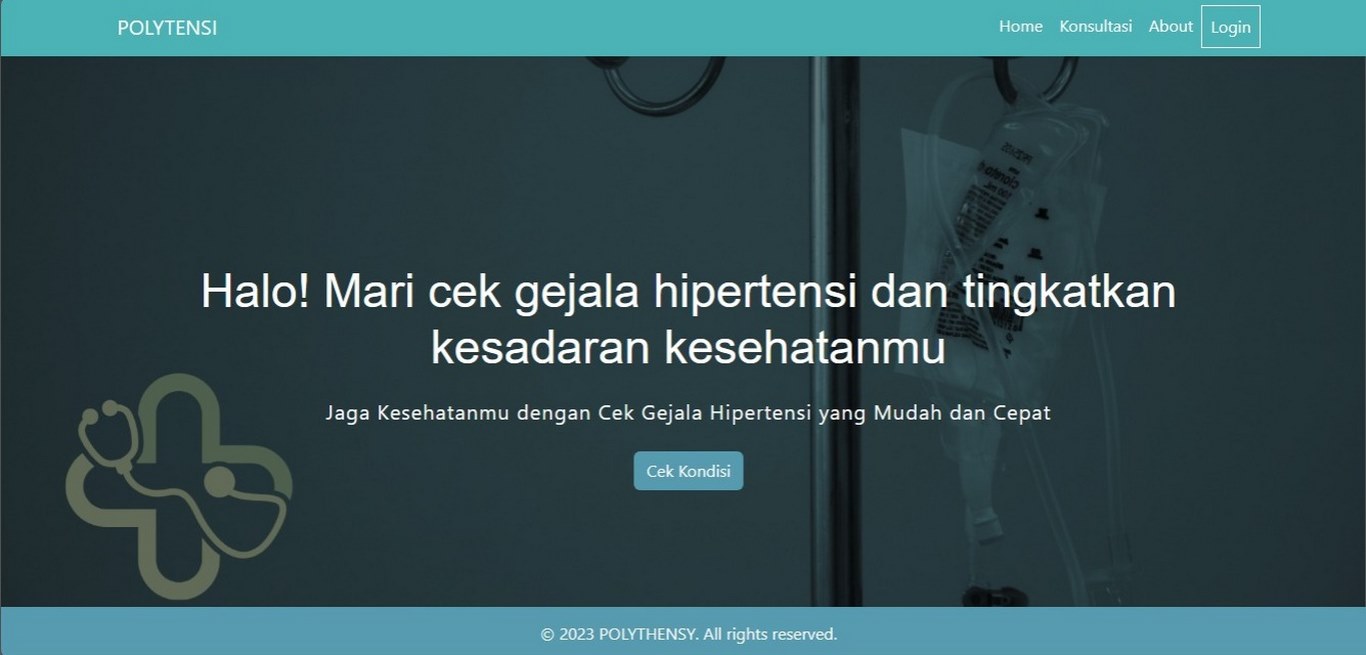 POLYTENSI
Home Konsultasi About Login
Halo! Mari cek gejala hipertensi dan tingkatkan
kesadaran kesehatanmu
Jaga Kesehatanmu dengan Cek Gejala Hipertensi yang Mudah dan Cepat
Cek Kondisi
© 2023 POLYTHENSY. All rights reserved.